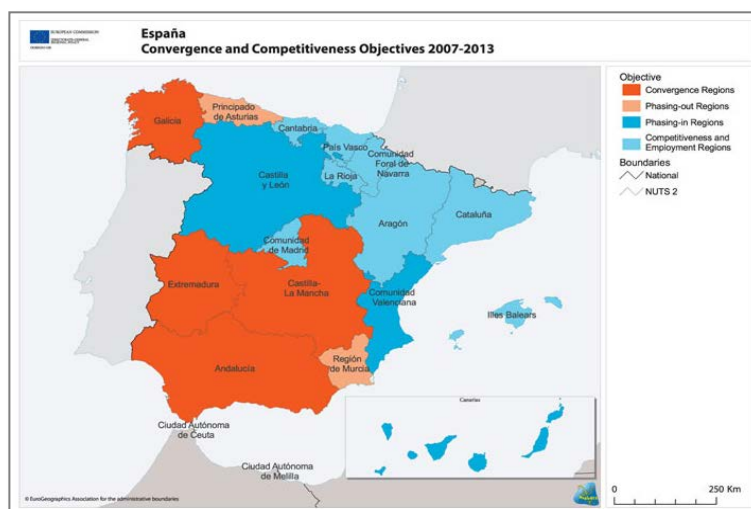 EUROPEAN COMMISSION
España
Convergence and Competitiveness Objectives 2007-2013
Objective
Convergence Regions
Phasing-out Regions
Phasing-in Regions
Competitiveness and
Employment Regions
Boundaries
National
NUTS 2
Galicia
Principado
de Asturias
Cantabria
País Vasco
Comunidad
Foral de
Navarra
La Rioja
Castilla
y León
Aragón
Cataluña
Comunidad
de Madrid
Extremadura
Castilla-
La Mancha
Comunidad
Valenciana
Illes Balears
Andalucía
Región
de Murcia
Canarias
Ciudad Autónoma
de Ceuta
Ciudad Autónoma
de Melilla
© EuroGeographics Association for the administrative boundaries
0 250 Km